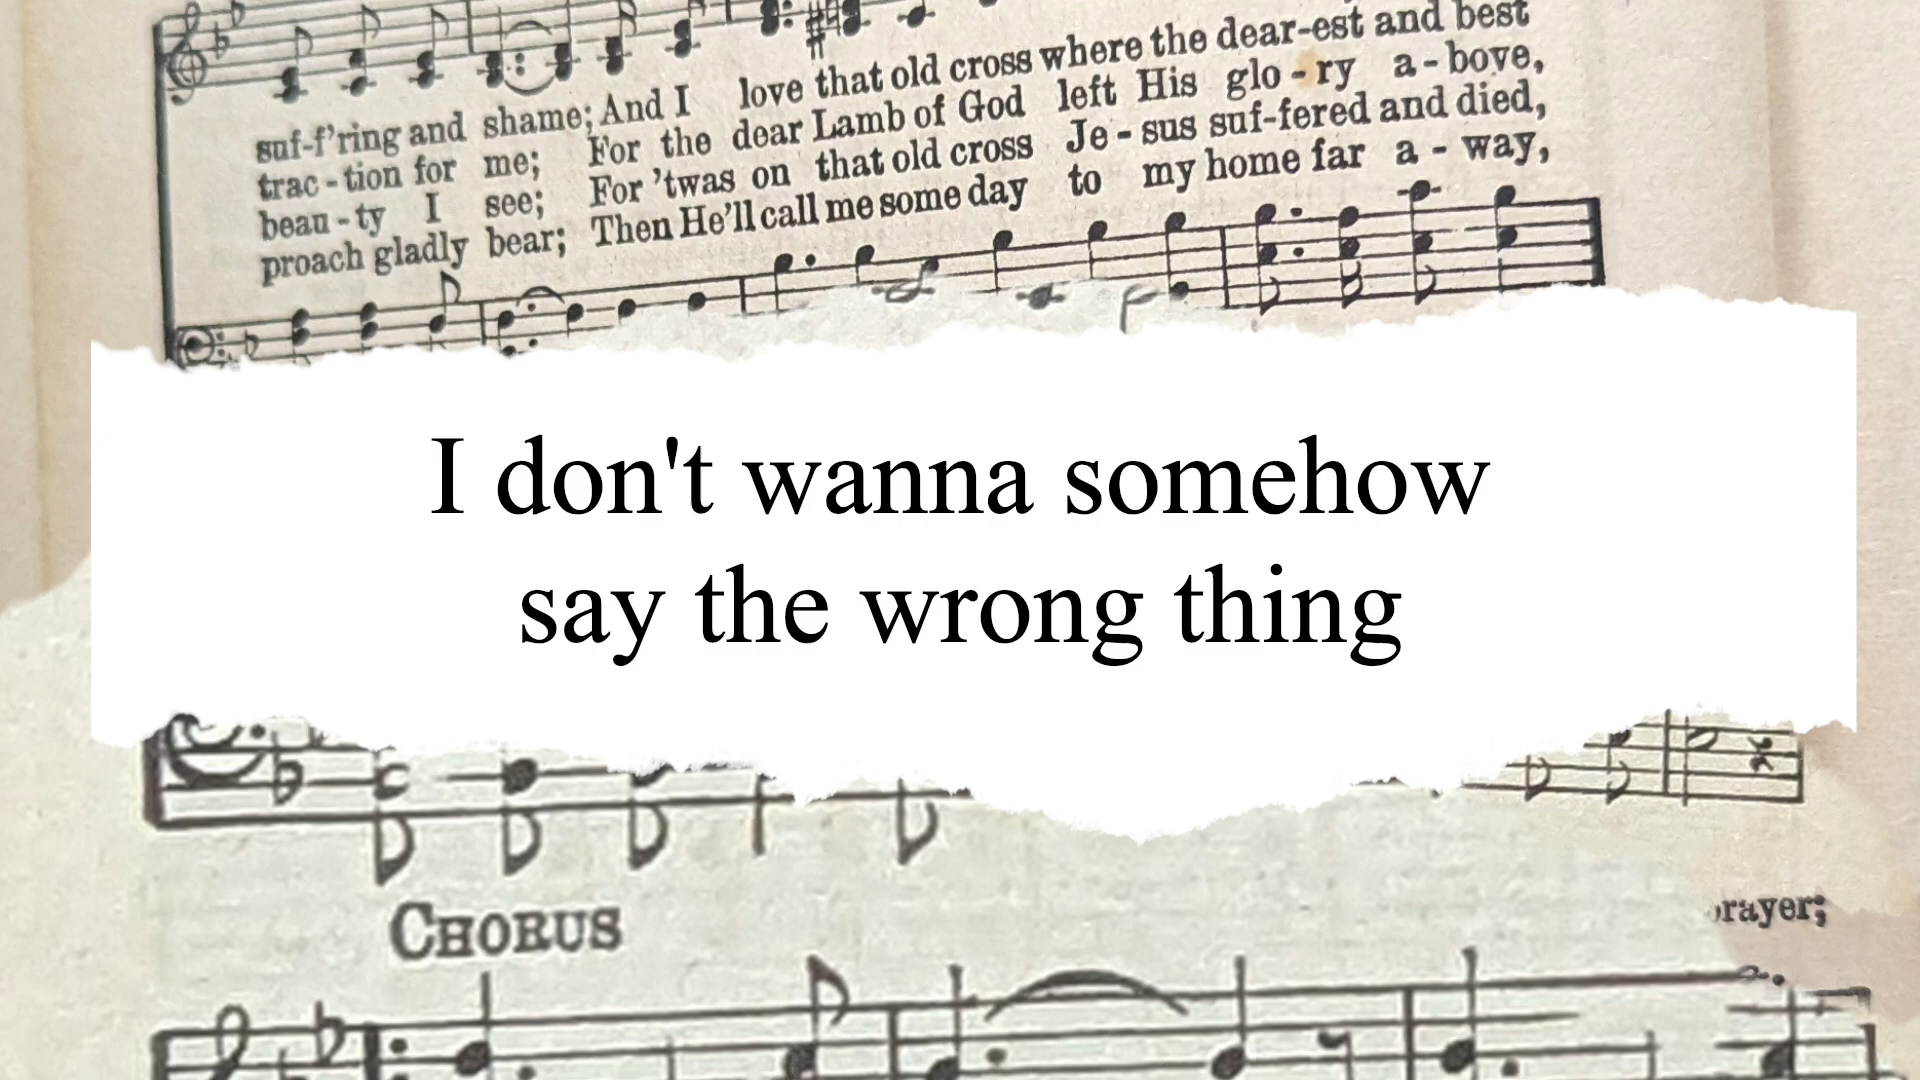 suf-f'ring and shame; And I love that old cross where the dear-est and best
trac-tion for me; For the dear Lamb of God left His glo-ry a-bove,
beau-ty I see; For 'twas on that old cross Je-sus suf-fered and died,
proach gladly bear; Then He'll call me some day to my home far a-way,
I don't wanna somehow
say the wrong thing
CHORUS
rayer;